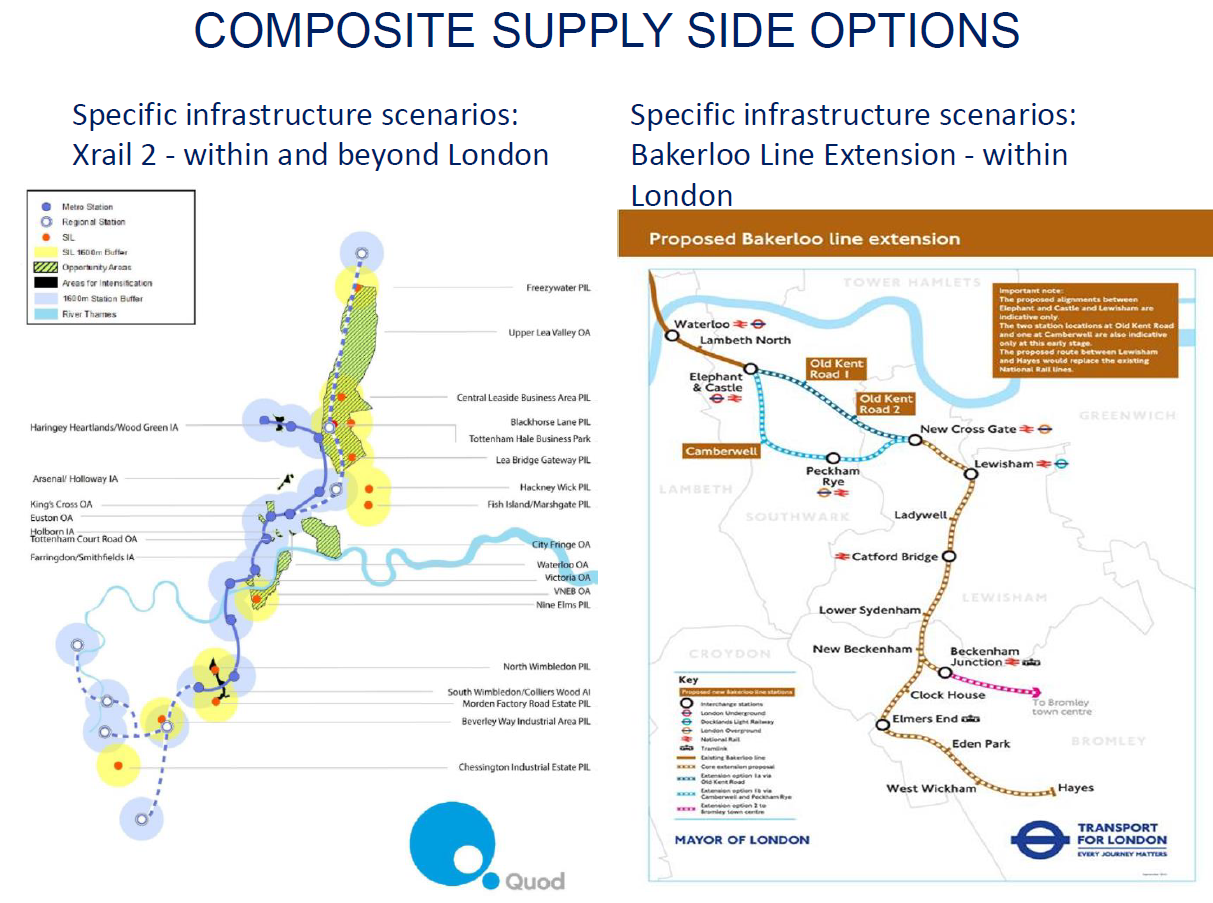 COMPOSITE SUPPLY SIDE OPTIONS
Specific infrastructure scenarios:
Xrail 2 - within and beyond London
Metro Station
Regional Station
SIL
SIL 1600m Buffer
Opportunity Areas
Areas for Intensification
1600m Station Buffer
River Thames
Freezywater PIL
Upper Lea Valley OA
Central Leaside Business Area PIL
Blackhorse Lane PIL
Tottenham Hale Business Park
Lea Bridge Gateway PIL
Hackney Wick PIL
Fish Island/Marshgate PIL
City Fringe OA
Waterloo OA
Victoria OA
VNEB OA
Nine Elms PIL
North Wimbledon PIL
South Wimbledon/Colliers Wood AI
Morden Factory Road Estate PIL
Beverley Way Industrial Area PIL
Chessington Industrial Estate PIL
Haringey Heartlands/Wood Green IA
Arsenal/ Holloway IA
King's Cross OA
Euston OA
Holborn IA
Tottenham Court Road OA
Farringdon/Smithfields IA
Quod
Specific infrastructure scenarios:
Bakerloo Line Extension - within
London
Proposed Bakerloo line extension
TOWER HAMLETS
Important note:
The proposed alignments between
Elephant and Castle and Lewisham are
indicative only.
The two station locations at Old Kent Road
and one at Camberwell are also indicative
only at this early stage.
The proposed route between Lewisham
and Hayes would replace the existing
National Rail lines.
Waterloo
Lambeth North
Elephant
& Castle
Old Kent
Road 1
Old Kent
Road 2
GREENWICH
New Cross Gate
Camberwell
Peckham
Rye
Lewisham
LAMBETH
SOUTHWARK
Ladywell
Catford Bridge
LEWISHAM
Lower Sydenham
New Beckenham
Beckenham
Junction
CROYDON
Clock House
To Bromley
town centre
Elmers End
Eden Park
BROMLEY
West Wickham
Hayes
Key
Proposed new Bakerloo line stations
Interchange stations
London Underground
Docklands Light Railway
London Overground
National Rail
Tramlink
Existing Bakerloo line
Core extension proposal
Extension option 1a via
Old Kent Road
Extension option 1b via
Camberwell and Peckham Rye
Extension option 2 to
Bromley town centre
MAYOR OF LONDON
TRANSPORT
FOR LONDON
EVERY JOURNEY MATTERS